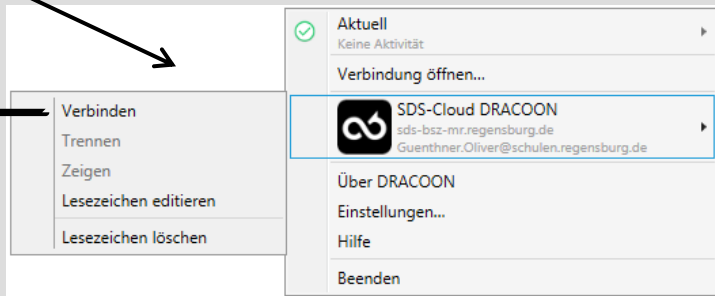 Aktuell
Keine Aktivität
Verbindung öffnen...
SDS-Cloud DRACOON
sds-bsz-mr.regensburg.de
Guenthner.Oliver@schulen.regensburg.de
Über DRACOON
Einstellungen...
Hilfe
Beenden
Verbinden
Trennen
Zeigen
Lesezeichen editieren
Lesezeichen löschen